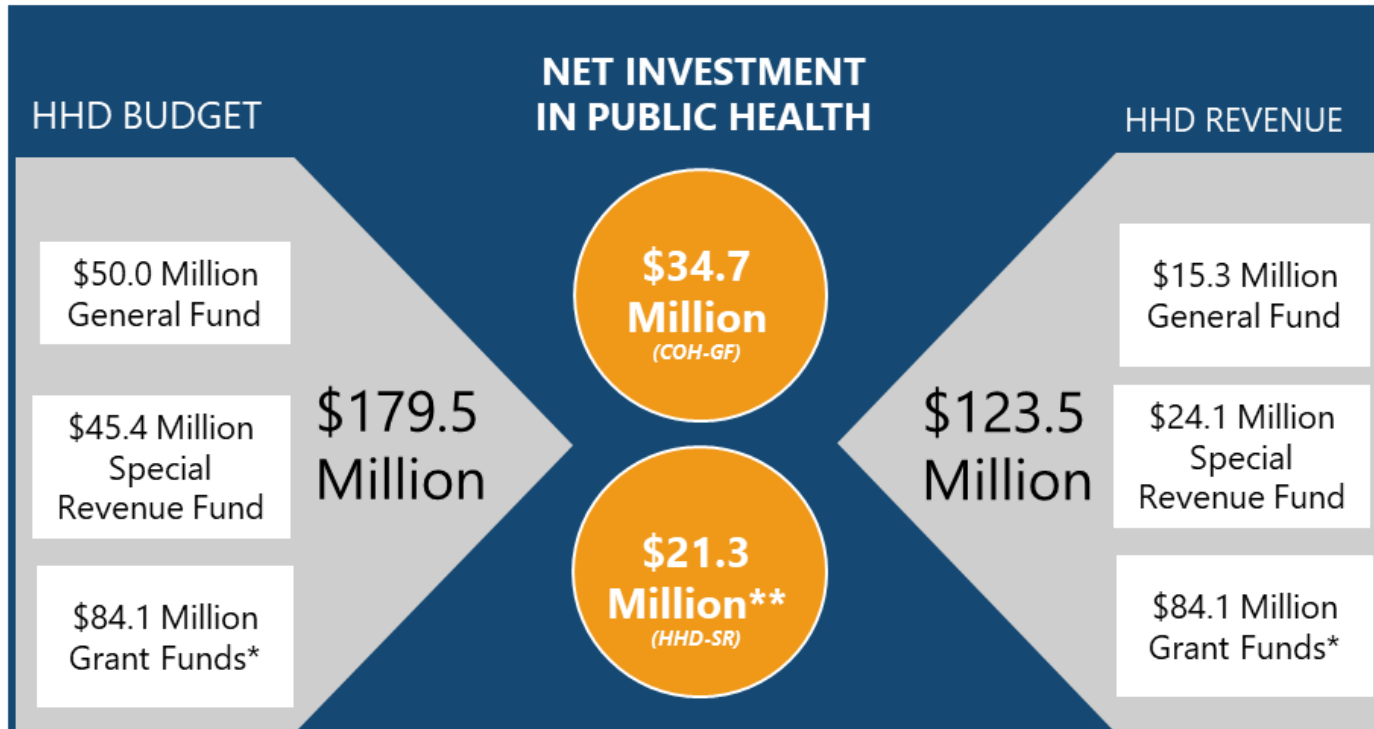 HHD BUDGET
$50.0 Million
General Fund
$45.4 Million
Special
Revenue Fund
$84.1 Million
Grant Funds*
$179.5
Million
NET INVESTMENT
IN PUBLIC HEALTH
$34.7
Million
(COH-GF)
$21.3
Million**
(HHD-SR)
HHD REVENUE
$123.5
Million
$15.3 Million
General Fund
$24.1 Million
Special
Revenue Fund
$84.1 Million
Grant Funds*